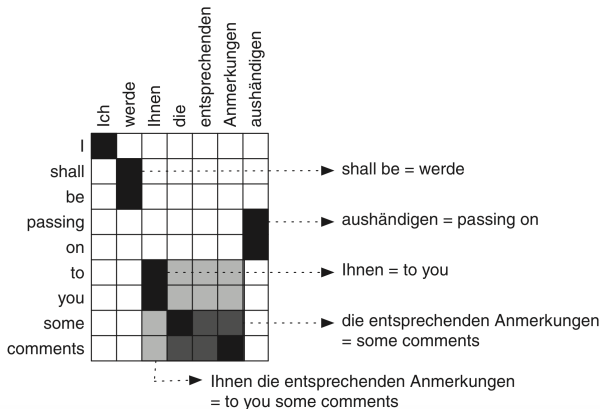 Ich
werde
Ihnen
die
entsprechenden
Anmerkungen
aushändigen
I
shall
be
passing
on
to
you
some
comments
shall be = werde
aushändigen = passing on
Ihnen = to you
die entsprechenden Anmerkungen
= some comments
Ihnen die entsprechenden Anmerkungen
= to you some comments